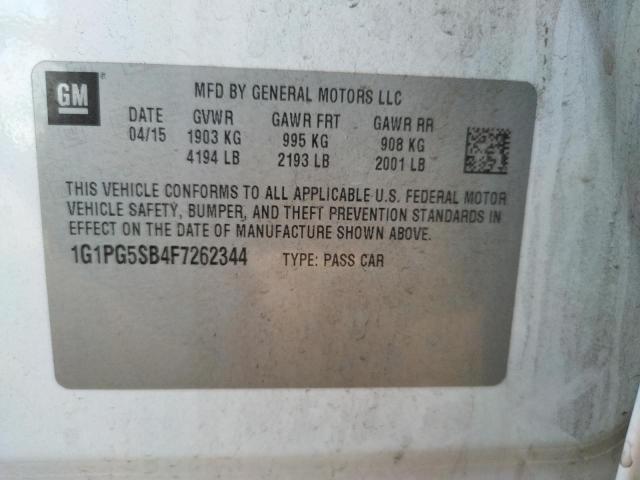 GM
MFD BY GENERAL MOTORS LLC
DATE GVWR GAWR FRT GAWR RR
04/15 1903 KG 995 KG 908 KG
4194 LB 2193 LB 2001 LB
THIS VEHICLE CONFORMS TO ALL APPLICABLE U.S. FEDERAL MOTOR
VEHICLE SAFETY, BUMPER, AND THEFT PREVENTION STANDARDS IN
EFFECT ON THE DATE OF MANUFACTURE SHOWN ABOVE.
1G1PG5SB4F7262344 TYPE: PASS CAR